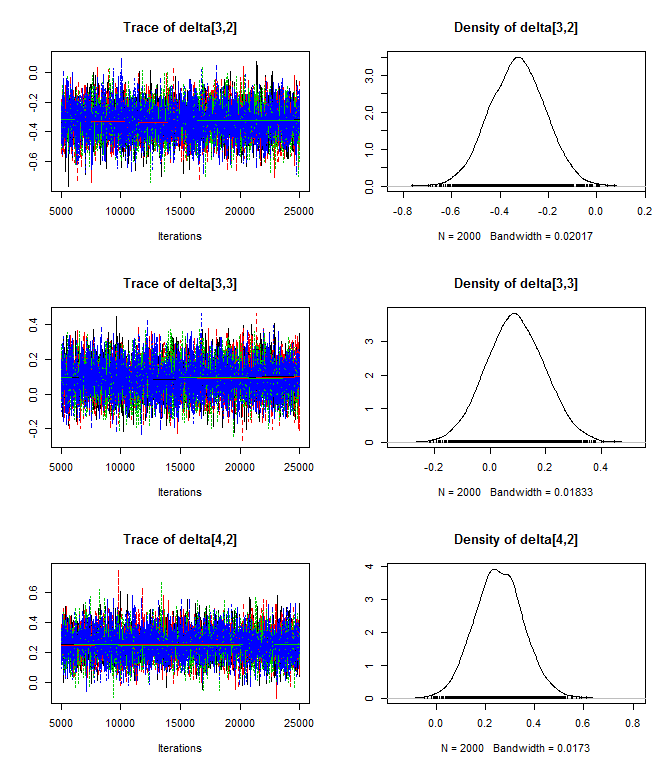 Trace of delta[3,2]
Density of delta[3,2]
0.0
-0.2
-0.4
-0.6
5000 10000 15000 20000 25000
Iterations
3.0
2.0
1.0
0.0
-0.8 -0.6 -0.4 -0.2 0.0 0.2
N = 2000 Bandwidth = 0.02017
Trace of delta[3,3]
Density of delta[3,3]
0.4
0.2
0.0
-0.2
5000 10000 15000 20000 25000
Iterations
3
2
1
0
-0.2 0.0 0.2 0.4
N = 2000 Bandwidth = 0.01833
Trace of delta[4,2]
Density of delta[4,2]
0.6
0.4
0.2
0.0
5000 10000 15000 20000 25000
Iterations
4
3
2
1
0
0.0 0.2 0.4 0.6 0.8
N = 2000 Bandwidth = 0.0173